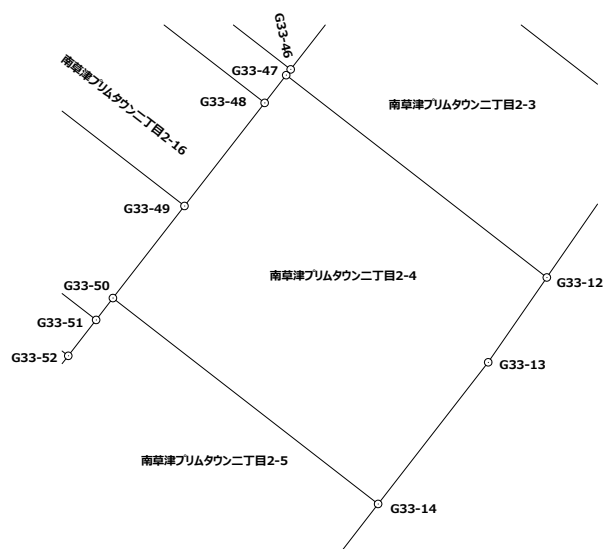 G33-46
G33-47
G33-48
南草津プリムタウン二丁目2-3
南草津プリムタウン二丁目2-16
G33-49
南草津プリムタウン二丁目2-4
G33-12
G33-50
G33-51
G33-52
G33-13
南草津プリムタウン二丁目2-5
G33-14